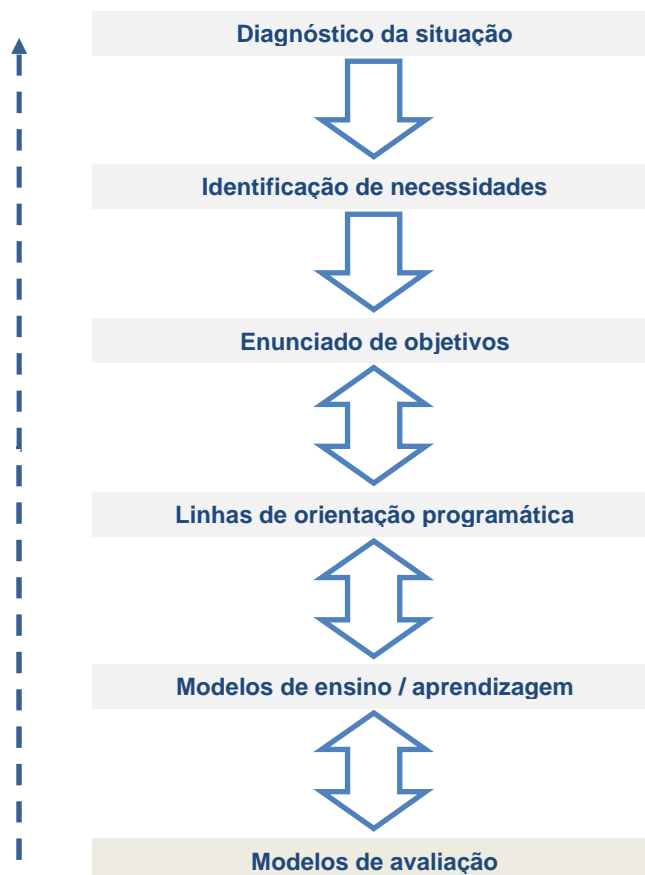 Diagnóstico da situação
Identificação de necessidades
Enunciado de objetivos
Linhas de orientação programática
Modelos de ensino / aprendizagem
Modelos de avaliação